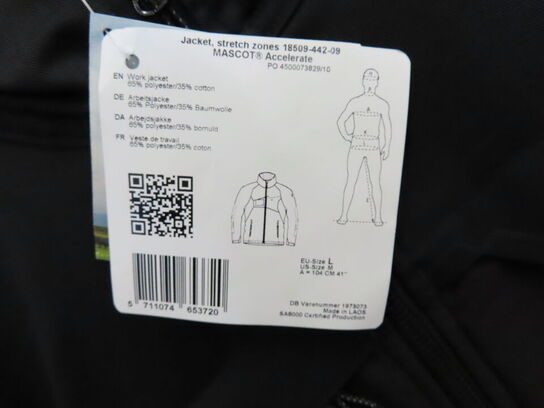 Jacket, stretch zones 18509-442-09
MASCOT® Accelerate
PO 4500073829/10
EN Work jacket
65% polyester/35% cotton
DE Arbeitsjacke
65% Polyester/35% Baumwolle
DA Arbejdsjakke
65% polyester/35% bomuld
FR Veste de travail
65% polyester/35% coton
A
EU-Size L
US-Size M
A = 104 CM 41"
5 711074 653720
DB Varenummer 1973073
Made in LAOS
SA8000 Certified Production